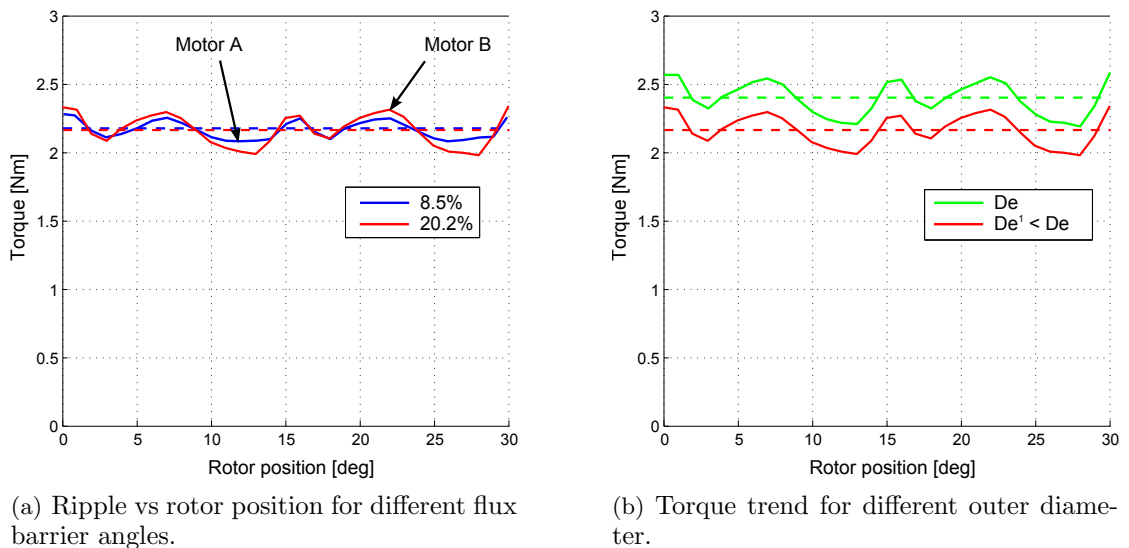 3
2.5
2
1.5
1
0.5
0
0
5
10
15
20
25
30
Torque [Nm]
Rotor position [deg]
Motor A
Motor B
8.5%
20.2%
(a) Ripple vs rotor position for different flux
barrier angles.
3
2.5
2
1.5
1
0.5
0
0
5
10
15
20
25
30
Torque [Nm]
Rotor position [deg]
De
De¹ < De
(b) Torque trend for different outer diame-
ter.